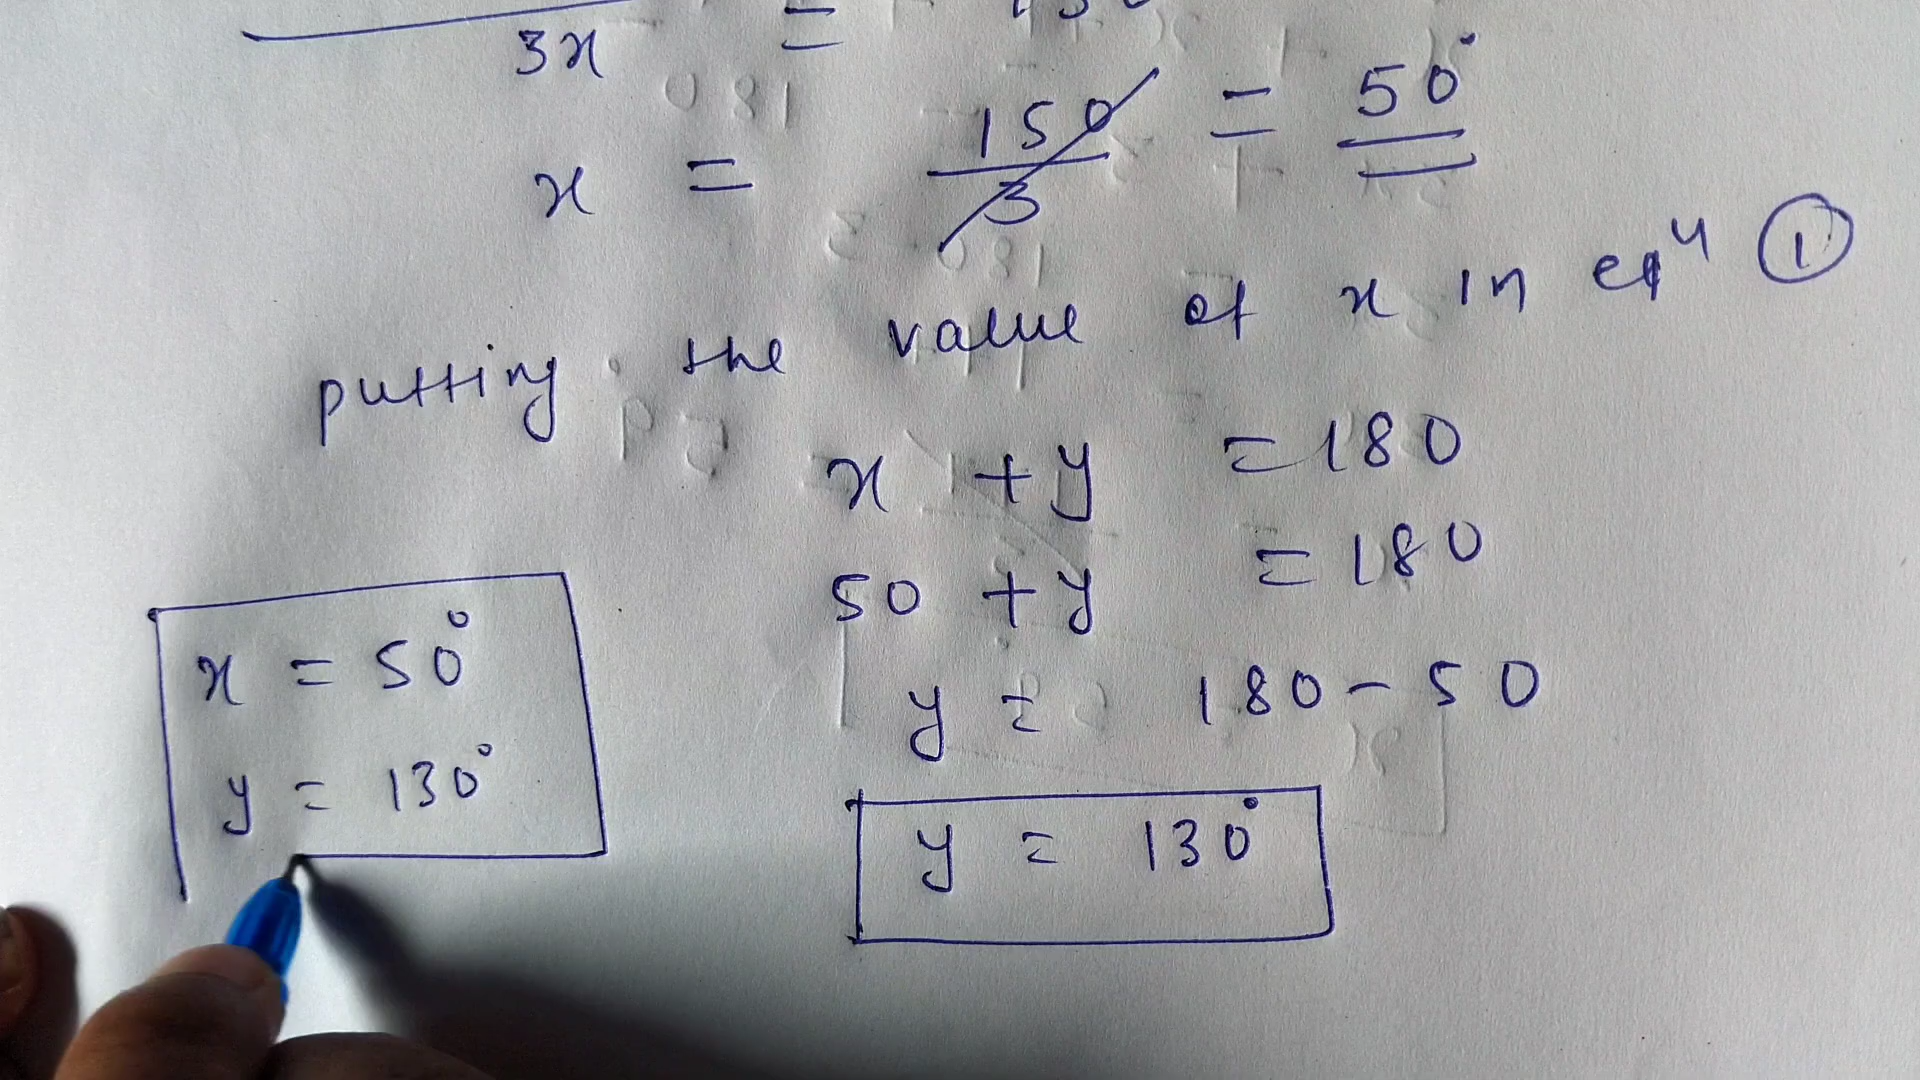 3x =
x = 150/3 = 50°
putting the value of x in eqⁿ ①
x + y = 180
50 + y = 180
y = 180 - 50
y = 130°
x = 50°
y = 130°